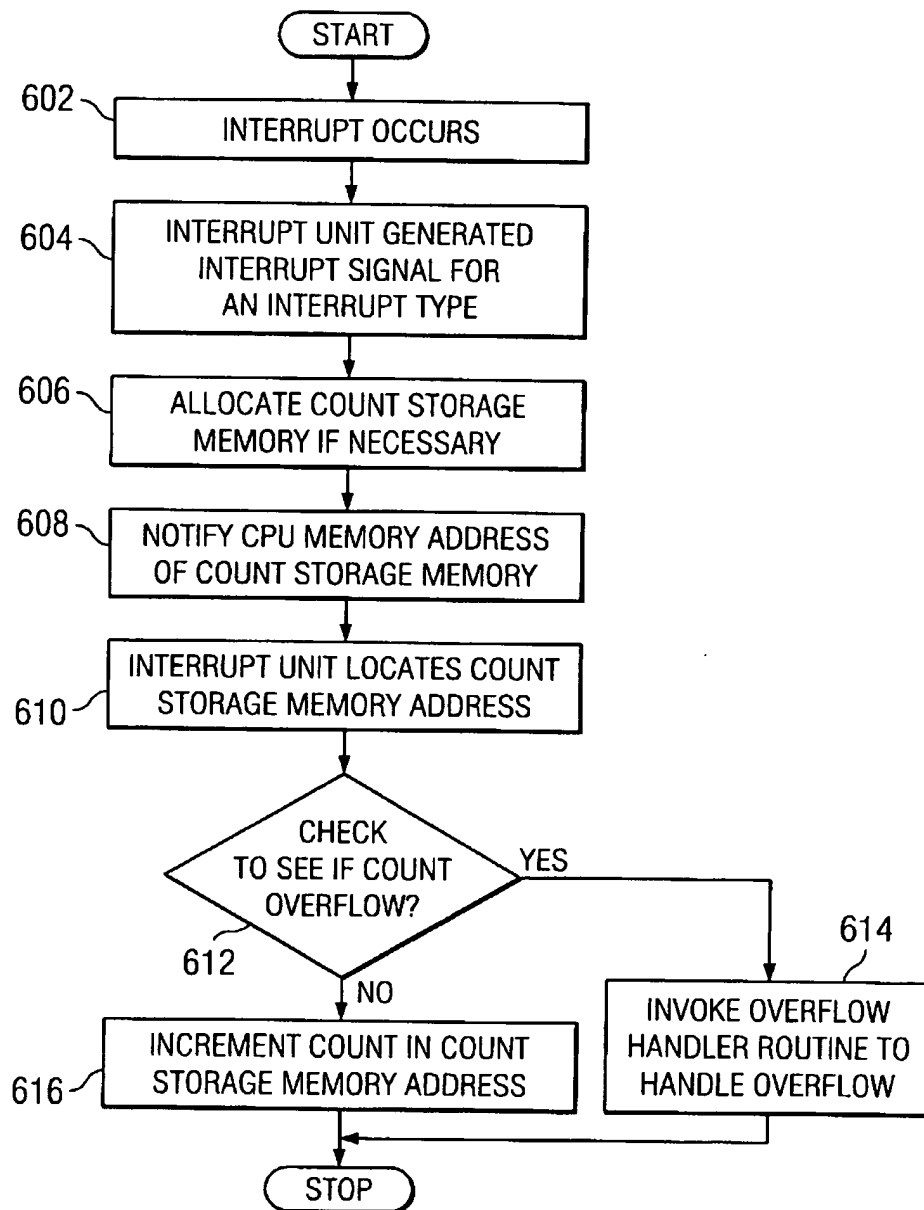 START
602
INTERRUPT OCCURS
604
INTERRUPT UNIT GENERATED
INTERRUPT SIGNAL FOR
AN INTERRUPT TYPE
606
ALLOCATE COUNT STORAGE
MEMORY IF NECESSARY
608
NOTIFY CPU MEMORY ADDRESS
OF COUNT STORAGE MEMORY
INTERRUPT UNIT LOCATES COUNT
STORAGE MEMORY ADDRESS
610
CHECK
TO SEE IF COUNT
OVERFLOW?
YES
612
NO
614
INVOKE OVERFLOW
HANDLER ROUTINE TO
HANDLE OVERFLOW
INCREMENT COUNT IN COUNT
STORAGE MEMORY ADDRESS
616
STOP